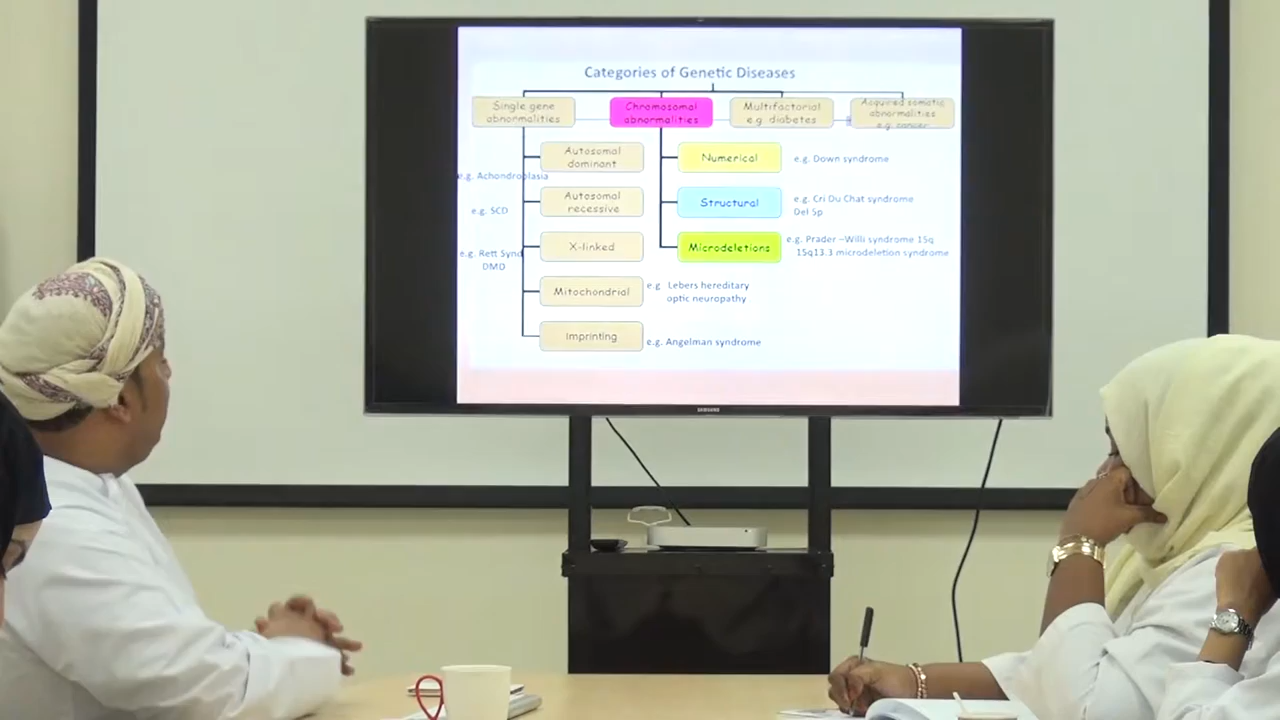 Categories of Genetic Diseases
Single gene
abnormalities
Chromosomal
abnormalities
Multifactorial
e.g. diabetes
Acquired somatic
abnormalities
e.g. cancer
Autosomal
dominant
e.g. Achondroplasia
Autosomal
recessive
e.g. SCD
X-linked
e.g. Rett Synd
DMD
Mitochondrial
e.g Lebers hereditary
optic neuropathy
Imprinting
e.g. Angelman syndrome
Numerical
e.g. Down syndrome
Structural
e.g. Cri Du Chat syndrome
Del 5p
Microdeletions
e.g. Prader –Willi syndrome 15q
15q13.3 microdeletion syndrome
SAMSUNG